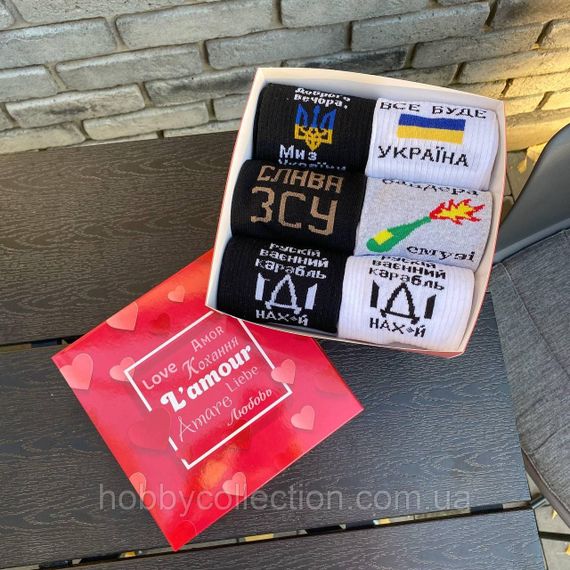 Доброго
вечора!
Ми з
України
ВСЕ БУДЕ
УКРАЇНА
СЛАВА
ЗСУ
бандера
смузі
рускій
ваєнний
карабль
ІДІ
НАХ*Й
рускій
ваєнний
карабль
ІДІ
НАХ*Й
Love
Amor
Кохання
L'amour
Amare
Liebe
Любовь
hobbycollection.com.ua